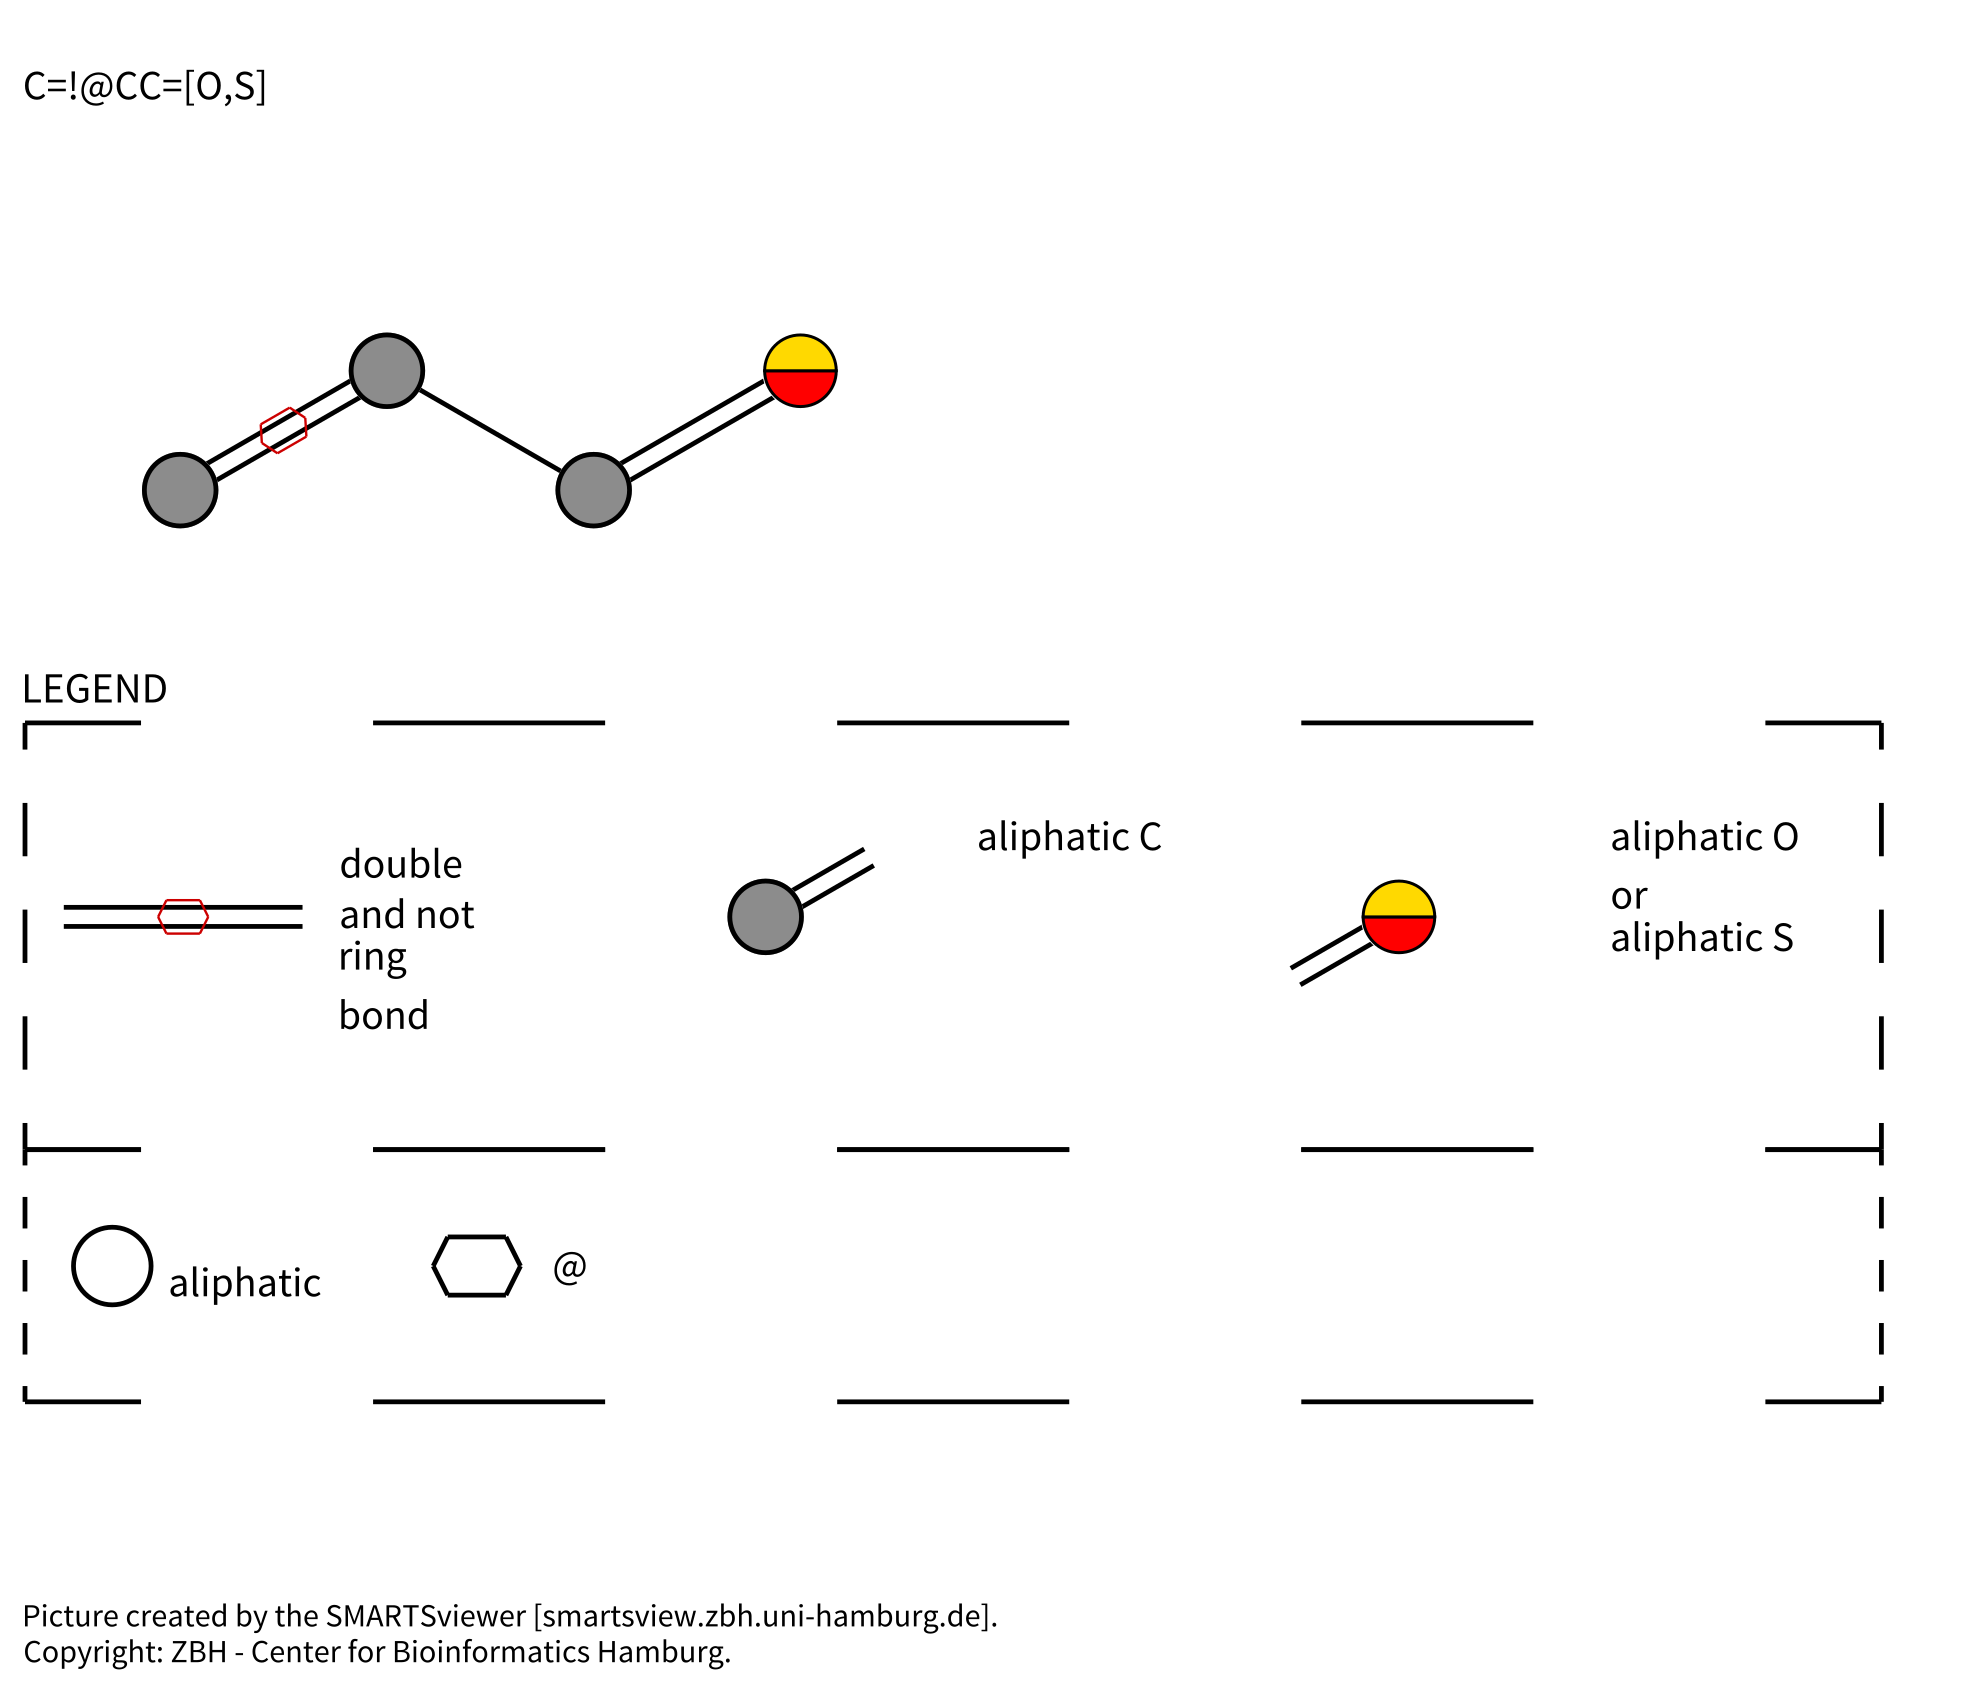 C=!@CC=[O,S]
LEGEND
double
and not
ring
bond
aliphatic C
aliphatic O
or
aliphatic S
aliphatic
@
Picture created by the SMARTSviewer [smartsview.zbh.uni-hamburg.de].
Copyright: ZBH - Center for Bioinformatics Hamburg.